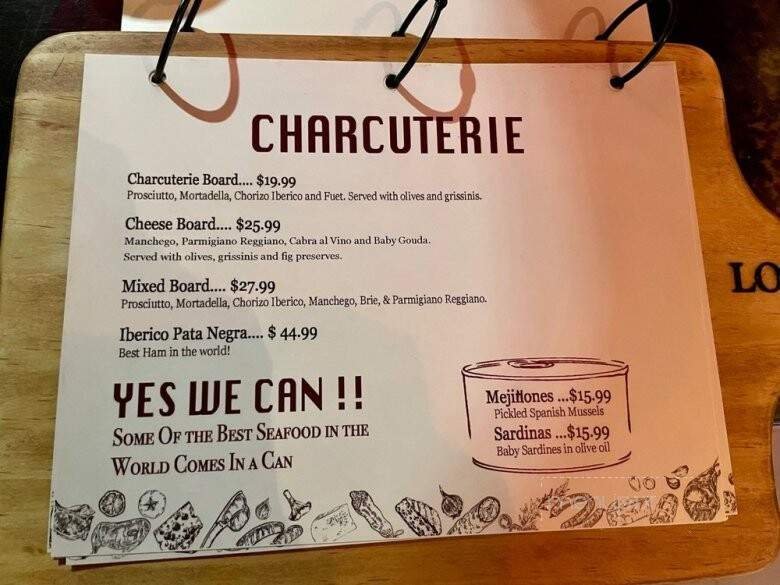 CHARCUTERIE
Charcuterie Board.... $19.99
Prosciutto, Mortadella, Chorizo Iberico and Fuet. Served with olives and grissinis.
Cheese Board.... $25.99
Manchego, Parmigiano Reggiano, Cabra al Vino and Baby Gouda.
Served with olives, grissinis and fig preserves.
Mixed Board.... $27.99
Prosciutto, Mortadella, Chorizo Iberico, Manchego, Brie, & Parmigiano Reggiano.
Iberico Pata Negra.... $ 44.99
Best Ham in the world!
YES WE CAN !!
SOME OF THE BEST SEAFOOD IN THE
WORLD COMES IN A CAN
Mejillones ...$15.99
Pickled Spanish Mussels
Sardinas ...$15.99
Baby Sardines in olive oil
LO